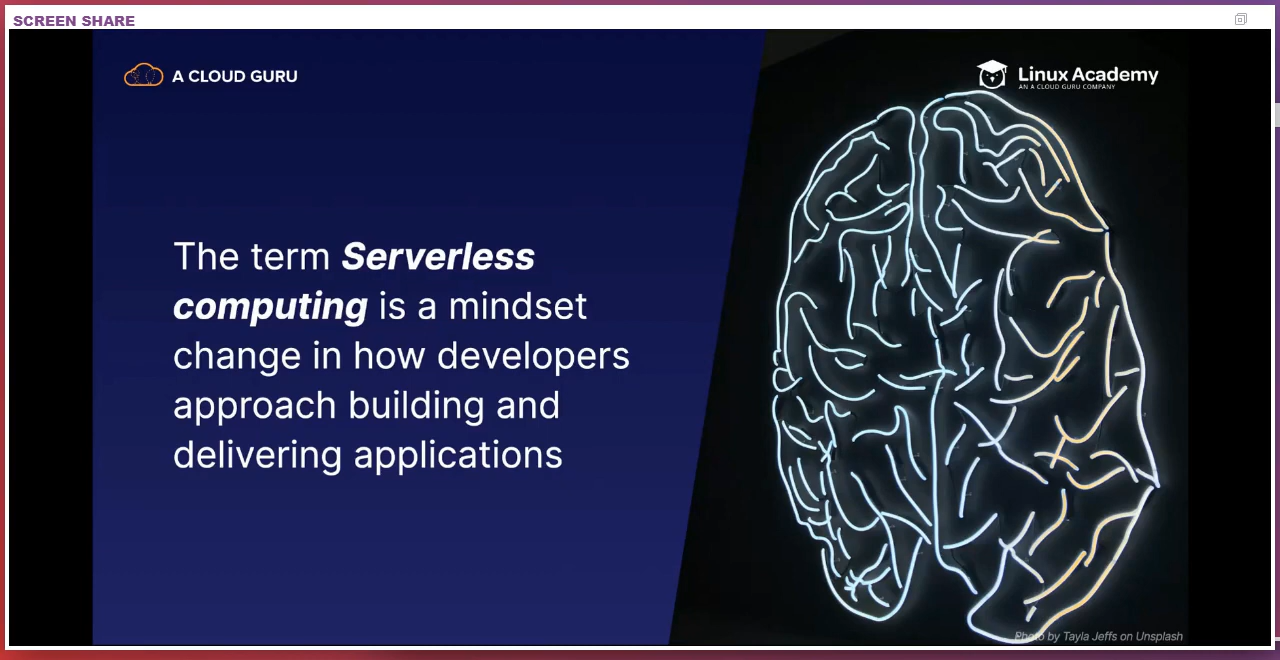 SCREEN SHARE
A CLOUD GURU
Linux Academy
AN A CLOUD GURU COMPANY
The term Serverless
computing is a mindset
change in how developers
approach building and
delivering applications
Photo by Tayla Jeffs on Unsplash